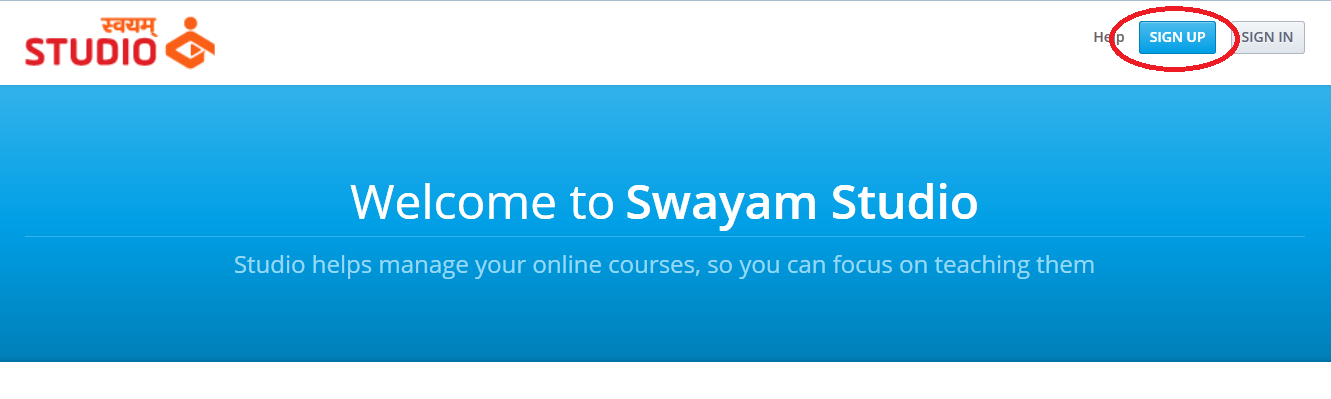 स्वयम्
STUDIO
Help SIGN UP SIGN IN
Welcome to Swayam Studio
Studio helps manage your online courses, so you can focus on teaching them